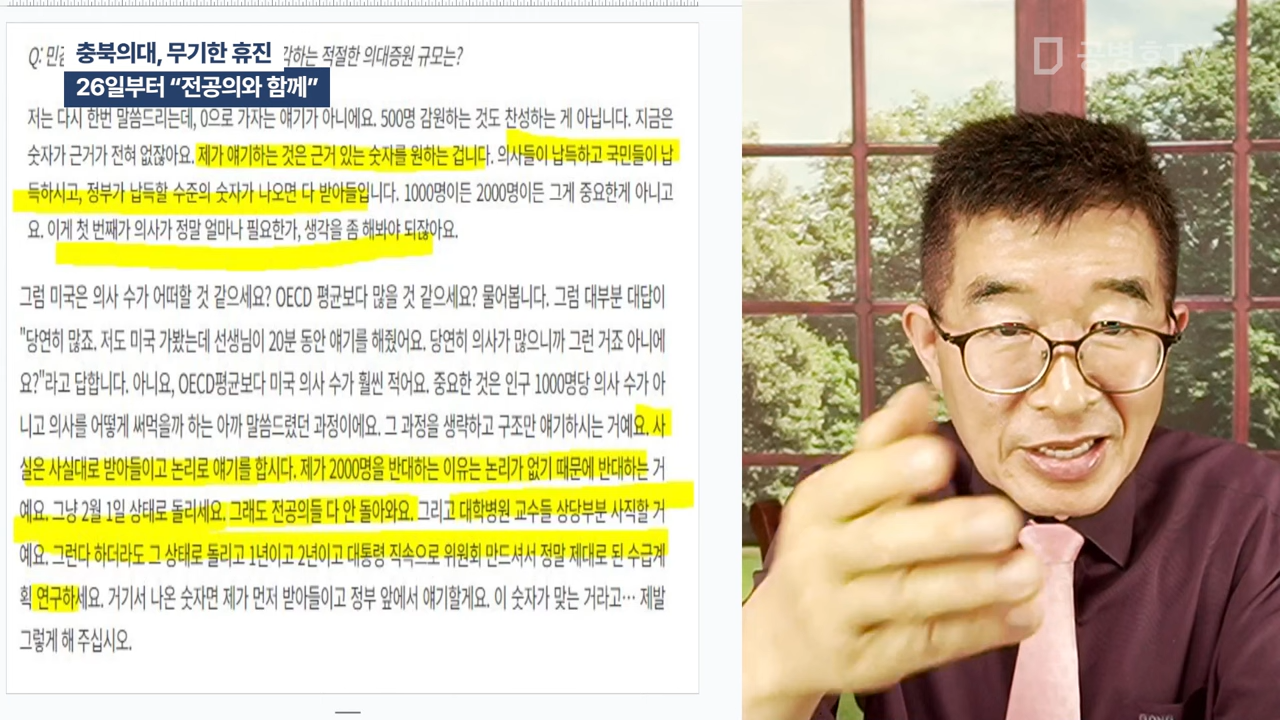 충북의대, 무기한 휴진
26일부터 “전공의와 함께”
Q: 민 각하는 적절한 의대증원 규모는?
저는 다시 한번 말씀드리는데, 0으로 가자는 얘기가 아니에요. 500명 감원하는 것도 찬성하는 게 아닙니다. 지금은
숫자가 근거가 전혀 없잖아요. 제가 얘기하는 것은 근거 있는 숫자를 원하는 겁니다. 의사들이 납득하고 국민들이 납
득하시고, 정부가 납득할 수준의 숫자가 나오면 다 받아들입니다. 1000명이든 2000명이든 그게 중요한게 아니고
요. 이게 첫 번째가 의사가 정말 얼마나 필요한가, 생각을 좀 해봐야 되잖아요.
그럼 미국은 의사 수가 어떠할 것 같으세요? OECD 평균보다 많을 것 같으세요? 물어봅니다. 그럼 대부분 대답이
"당연히 많죠. 저도 미국 가봤는데 선생님이 20분 동안 얘기를 해줬어요. 당연히 의사가 많으니까 그런 거죠 아니에
요?"라고 답합니다. 아니요, OECD평균보다 미국 의사 수가 훨씬 적어요. 중요한 것은 인구 1000명당 의사 수가 아
니고 의사를 어떻게 써먹을까 하는 아까 말씀드렸던 과정이에요. 그 과정을 생략하고 구조만 얘기하시는 거예요. 사
실은 사실대로 받아들이고 논리로 얘기를 합시다. 제가 2000명을 반대하는 이유는 논리가 없기 때문에 반대하는 거
예요. 그냥 2월 1일 상태로 돌리세요. 그래도 전공의들 다 안 돌아와요. 그리고 대학병원 교수들 상당부분 사직할 거
예요. 그런다 하더라도 그 상태로 돌리고 1년이고 2년이고 대통령 직속으로 위원회 만드셔서 정말 제대로 된 수급계
획 연구하세요. 거기서 나온 숫자면 제가 먼저 받아들이고 정부 앞에서 얘기할게요. 이 숫자가 맞는 거라고… 제발
그렇게 해 주십시오.
공병호TV